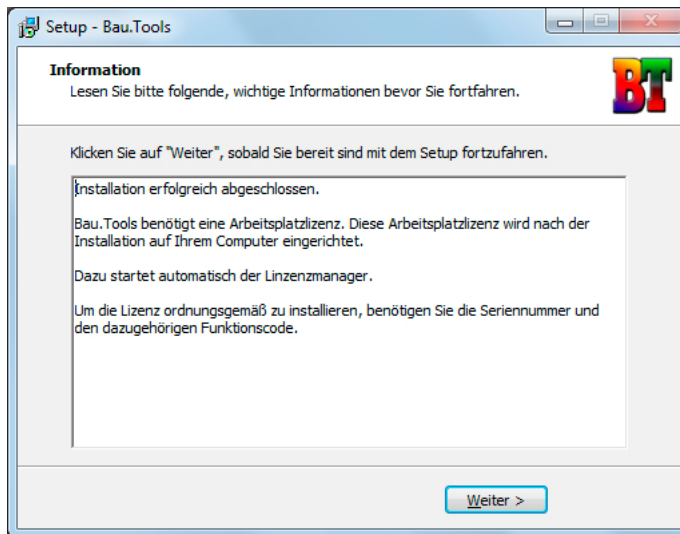 Setup - Bau.Tools
Information
Lesen Sie bitte folgende, wichtige Informationen bevor Sie fortfahren.
BT
Klicken Sie auf "Weiter", sobald Sie bereit sind mit dem Setup fortzufahren.
Installation erfolgreich abgeschlossen.
Bau.Tools benötigt eine Arbeitsplatzlizenz. Diese Arbeitsplatzlizenz wird nach der
Installation auf Ihrem Computer eingerichtet.
Dazu startet automatisch der Linzenzmanager.
Um die Lizenz ordnungsgemäß zu installieren, benötigen Sie die Seriennummer und
den dazugehörigen Funktionscode.
Weiter >